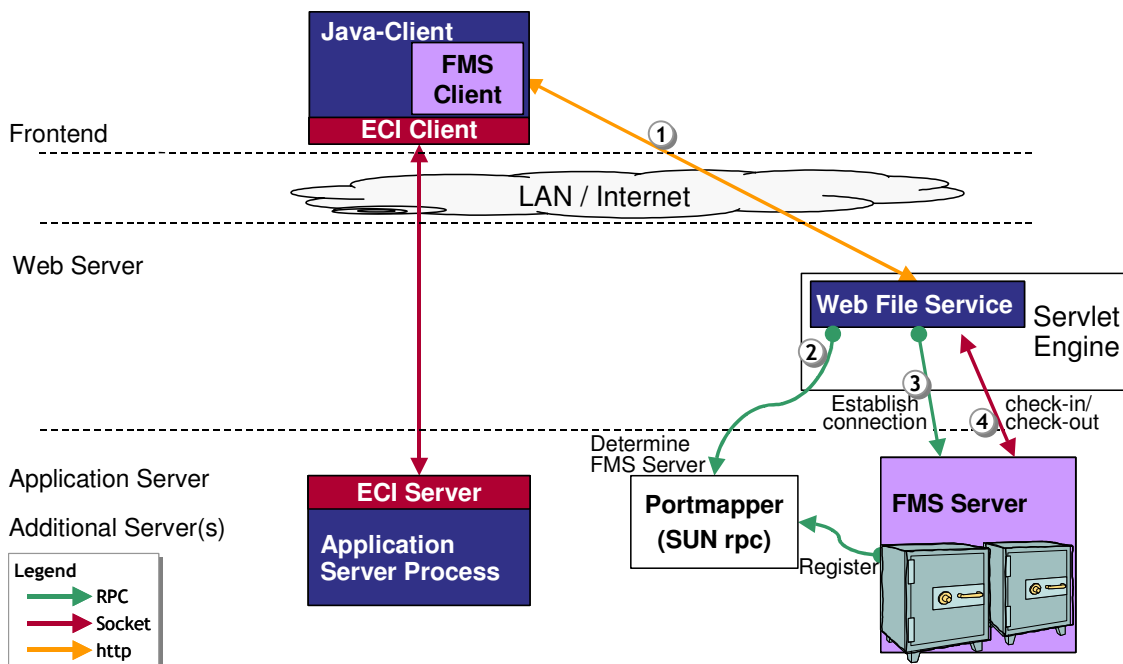 Java-Client
FMS
Client
ECI Client
Frontend
1
LAN / Internet
Web Server
Web File Service
Servlet
Engine
2
3
Establish
connection
4
check-in/
check-out
Determine
FMS Server
Application Server
Additional Server(s)
ECI Server
Application
Server Process
Portmapper
(SUN rpc)
Register
FMS Server
Legend
RPC
Socket
http